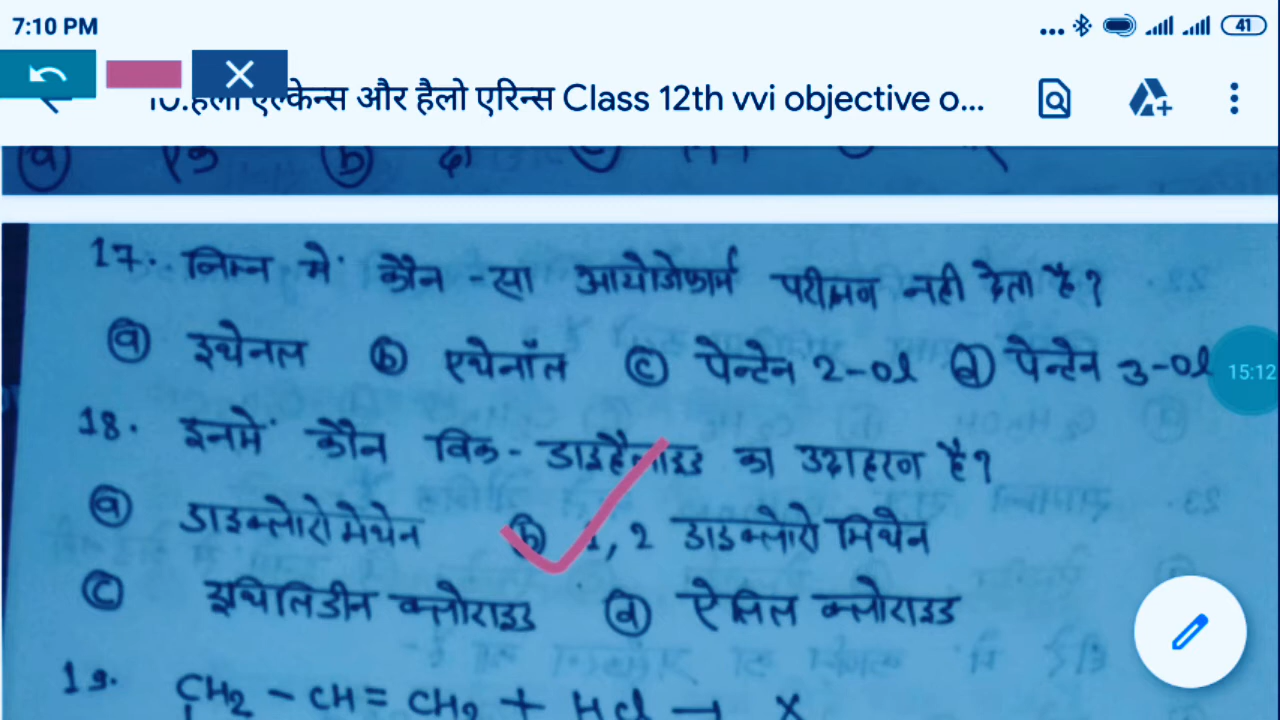 7:10 PM
41
10.हैलो एल्केन्स और हैलो एरिन्स Class 12th vvi objective o...
17. निम्न में कौन -सा आयोडोफार्म परीक्षण नही देता है?
(a) इथेनल (b) एथेनॉल (c) पेन्टेन 2-ol (d) पेन्टेन 3-ol
15:12
18. इनमें कौन विक- डाइहैलाइड का उदाहरण है?
(a) डाइक्लोरो मेथेन (b) 1, 2 डाइक्लोरो मिथेन
(c) इथिलिडीन क्लोराइड (d) ऐलिल क्लोराइड
19. CH2 - CH = CH2 + HCl → X